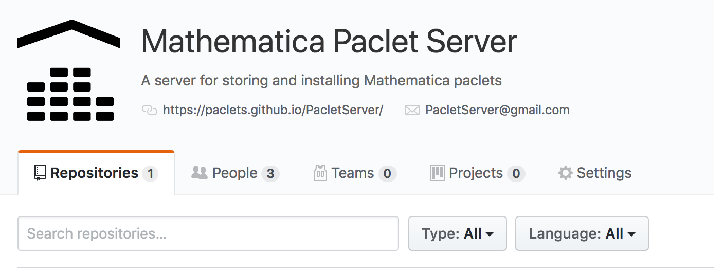 Mathematica Paclet Server
A server for storing and installing Mathematica paclets
https://paclets.github.io/PacletServer/ PacletServer@gmail.com
Repositories 1 People 3 Teams 0 Projects 0 Settings
Search repositories... Type: All Language: All